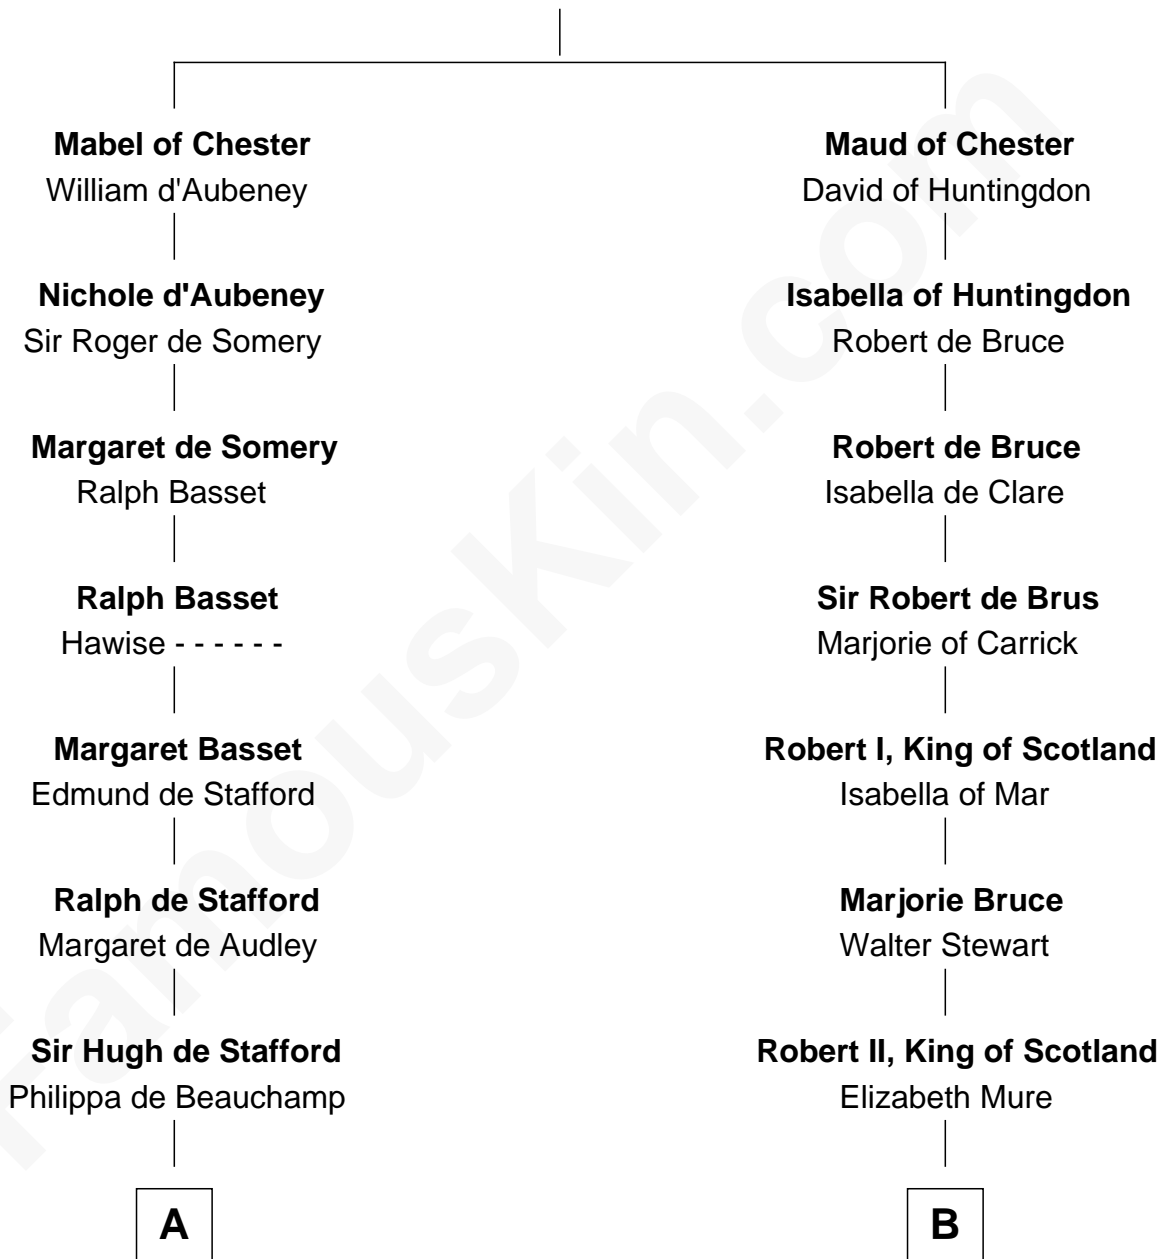 Mabel of Chester
William d'Aubeney
Nichole d'Aubeney
Sir Roger de Somery
Margaret de Somery
Ralph Basset
Ralph Basset
Hawise - - - - - -
Margaret Basset
Edmund de Stafford
Ralph de Stafford
Margaret de Audley
Sir Hugh de Stafford
Philippa de Beauchamp
A
Maud of Chester
David of Huntingdon
Isabella of Huntingdon
Robert de Bruce
Robert de Bruce
Isabella de Clare
Sir Robert de Brus
Marjorie of Carrick
Robert I, King of Scotland
Isabella of Mar
Marjorie Bruce
Walter Stewart
Robert II, King of Scotland
Elizabeth Mure
B
FamousKin.com